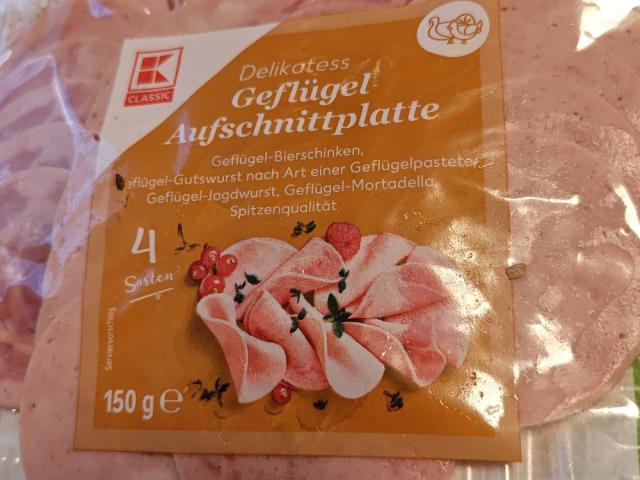 K
CLASSIC
Delikatess
Geflügel
Aufschnittplatte
Geflügel-Bierschinken,
Geflügel-Gutswurst nach Art einer Geflügelpastete,
Geflügel-Jagdwurst, Geflügel-Mortadella,
Spitzenqualität
4
Sorten
Serviervorschlag
150 g e